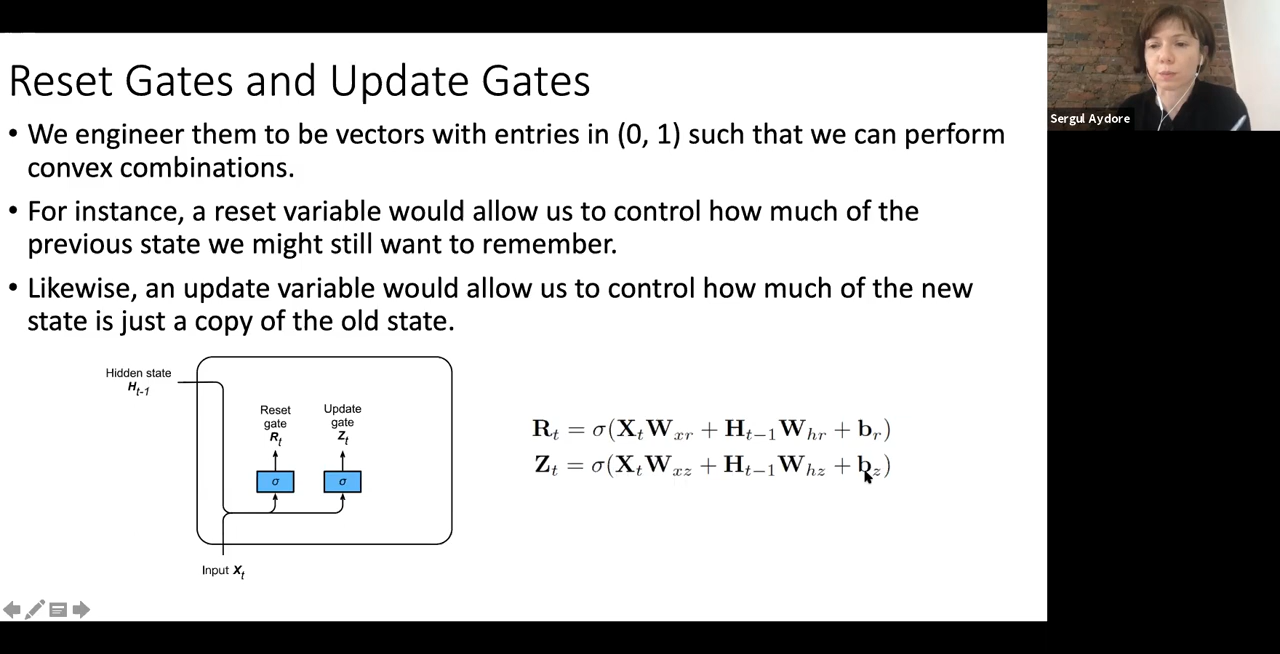 Reset Gates and Update Gates
• We engineer them to be vectors with entries in (0, 1) such that we can perform
convex combinations.
• For instance, a reset variable would allow us to control how much of the
previous state we might still want to remember.
• Likewise, an update variable would allow us to control how much of the new
state is just a copy of the old state.
Hidden state
H_{t-1}
Reset
gate
R_t
Update
gate
Z_t
σ
σ
Input X_t
R_t = σ(X_t W_{xr} + H_{t−1} W_{hr} + b_r)
Z_t = σ(X_t W_{xz} + H_{t−1} W_{hz} + b_z)
Sergul Aydore